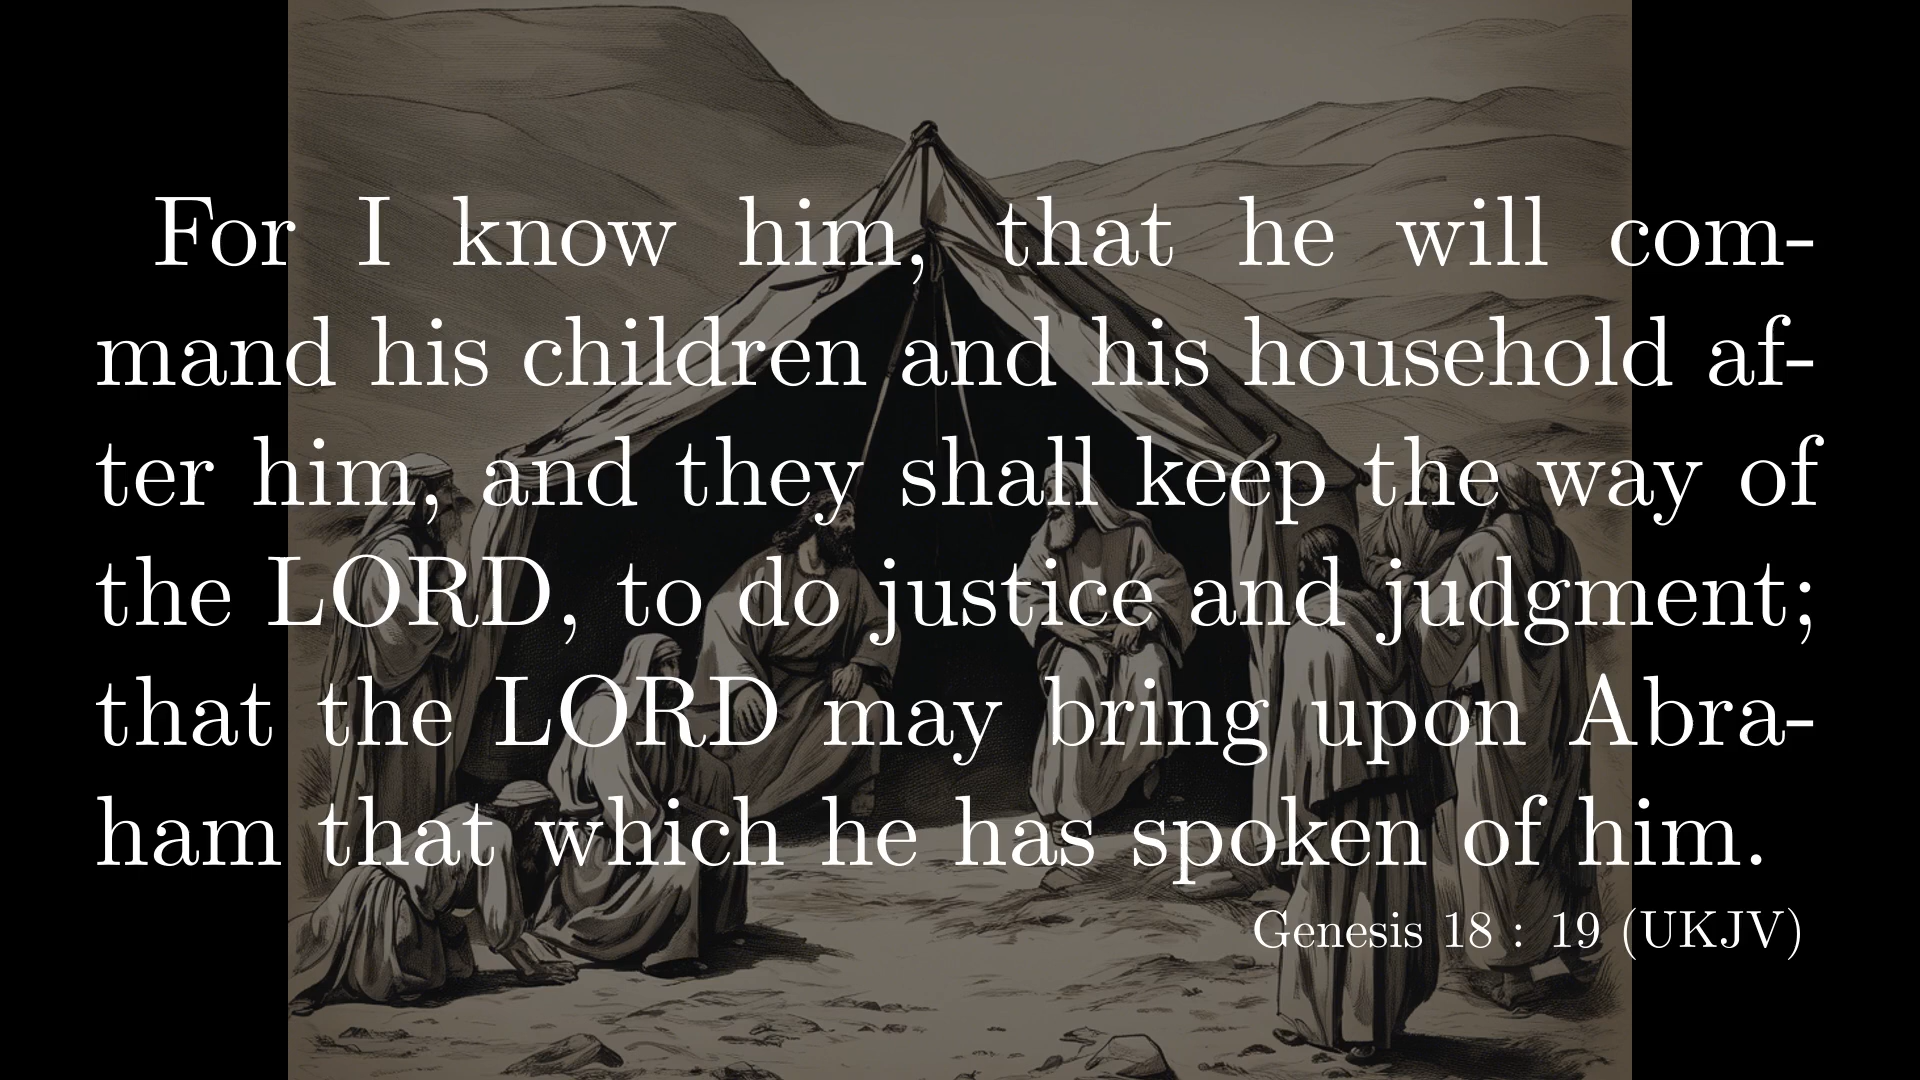 For I know him, that he will com-
mand his children and his household af-
ter him, and they shall keep the way of
the LORD, to do justice and judgment;
that the LORD may bring upon Abra-
ham that which he has spoken of him.
Genesis 18 : 19 (UKJV)